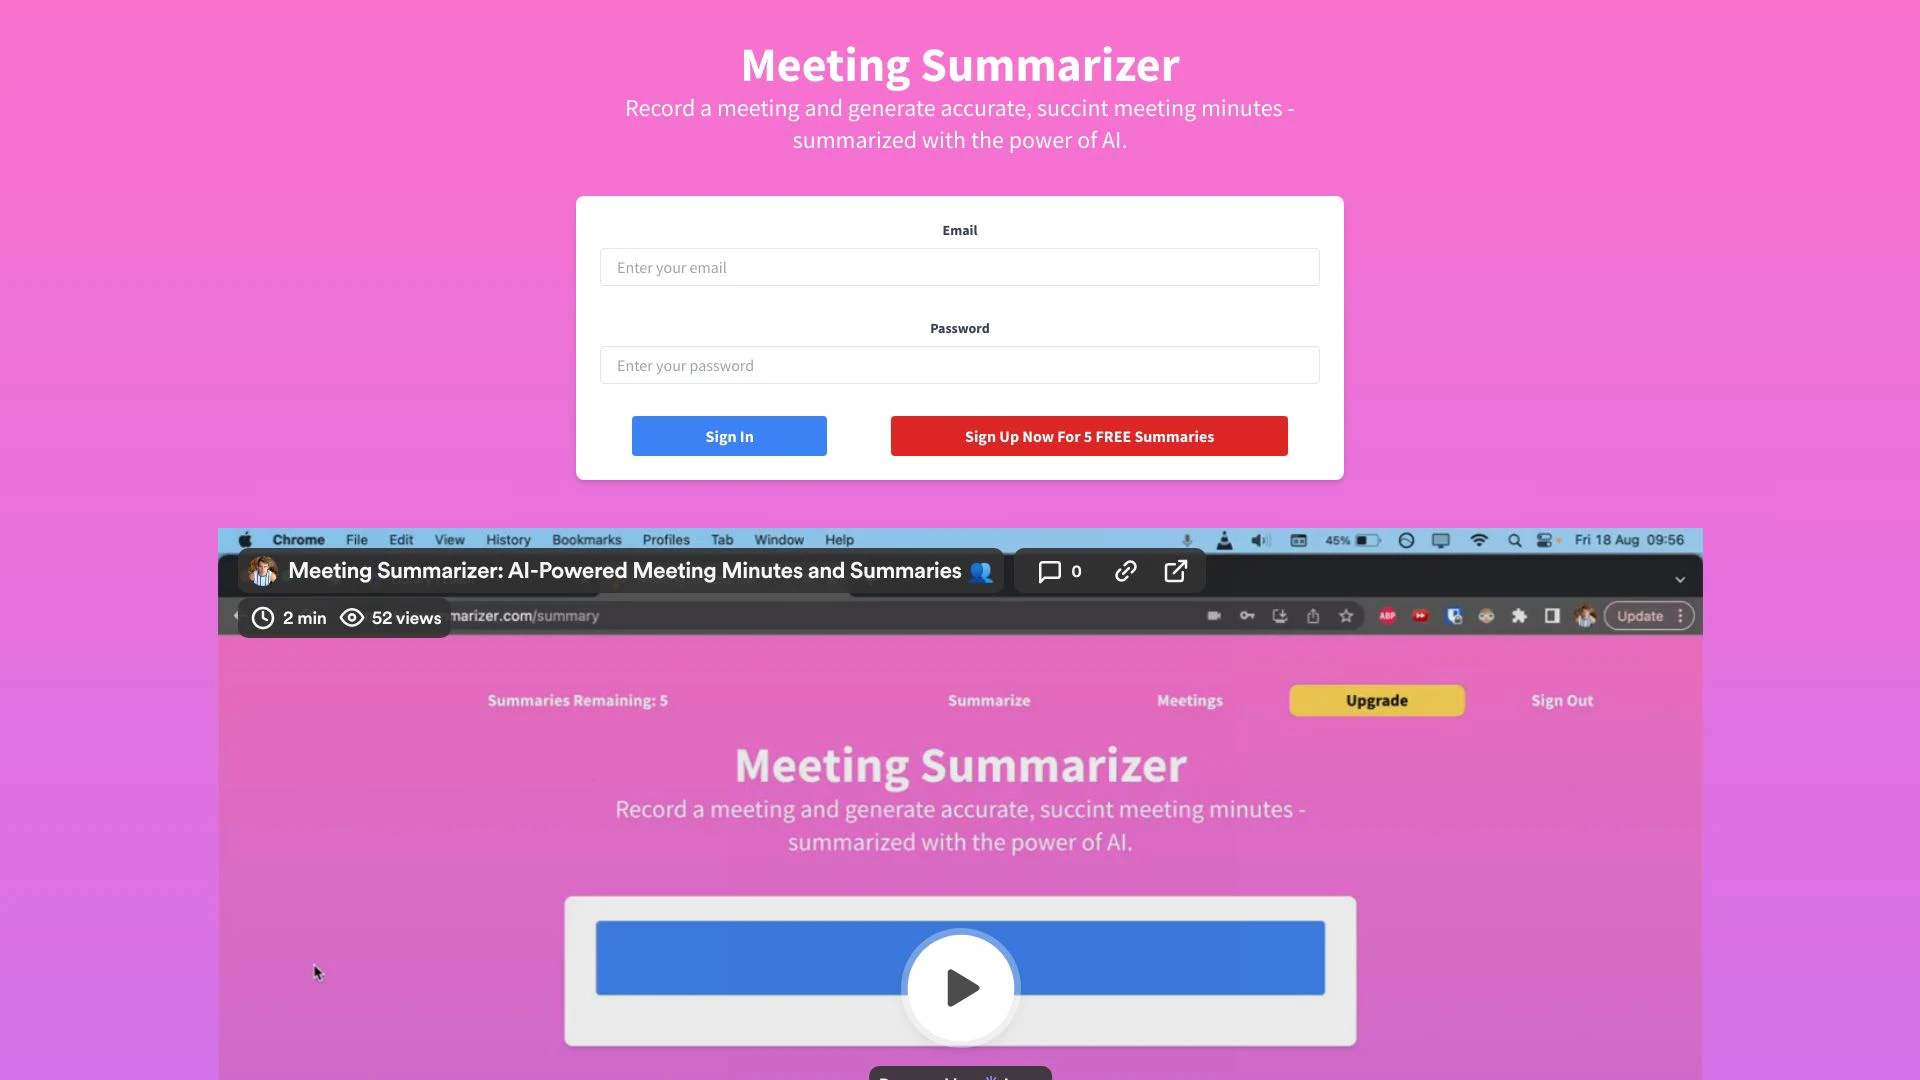 Meeting Summarizer
Record a meeting and generate accurate, succint meeting minutes -
summarized with the power of AI.
Email
Enter your email
Password
Enter your password
Sign In
Sign Up Now For 5 FREE Summaries
Chrome File Edit View History Bookmarks Profiles Tab Window Help
45%
Fri 18 Aug 09:56
Meeting Summarizer: AI-Powered Meeting Minutes and Summaries
0
2 min
52 views
marizer.com/summary
ABP
Update
Summaries Remaining: 5
Summarize
Meetings
Upgrade
Sign Out
Meeting Summarizer
Record a meeting and generate accurate, succint meeting minutes -
summarized with the power of AI.